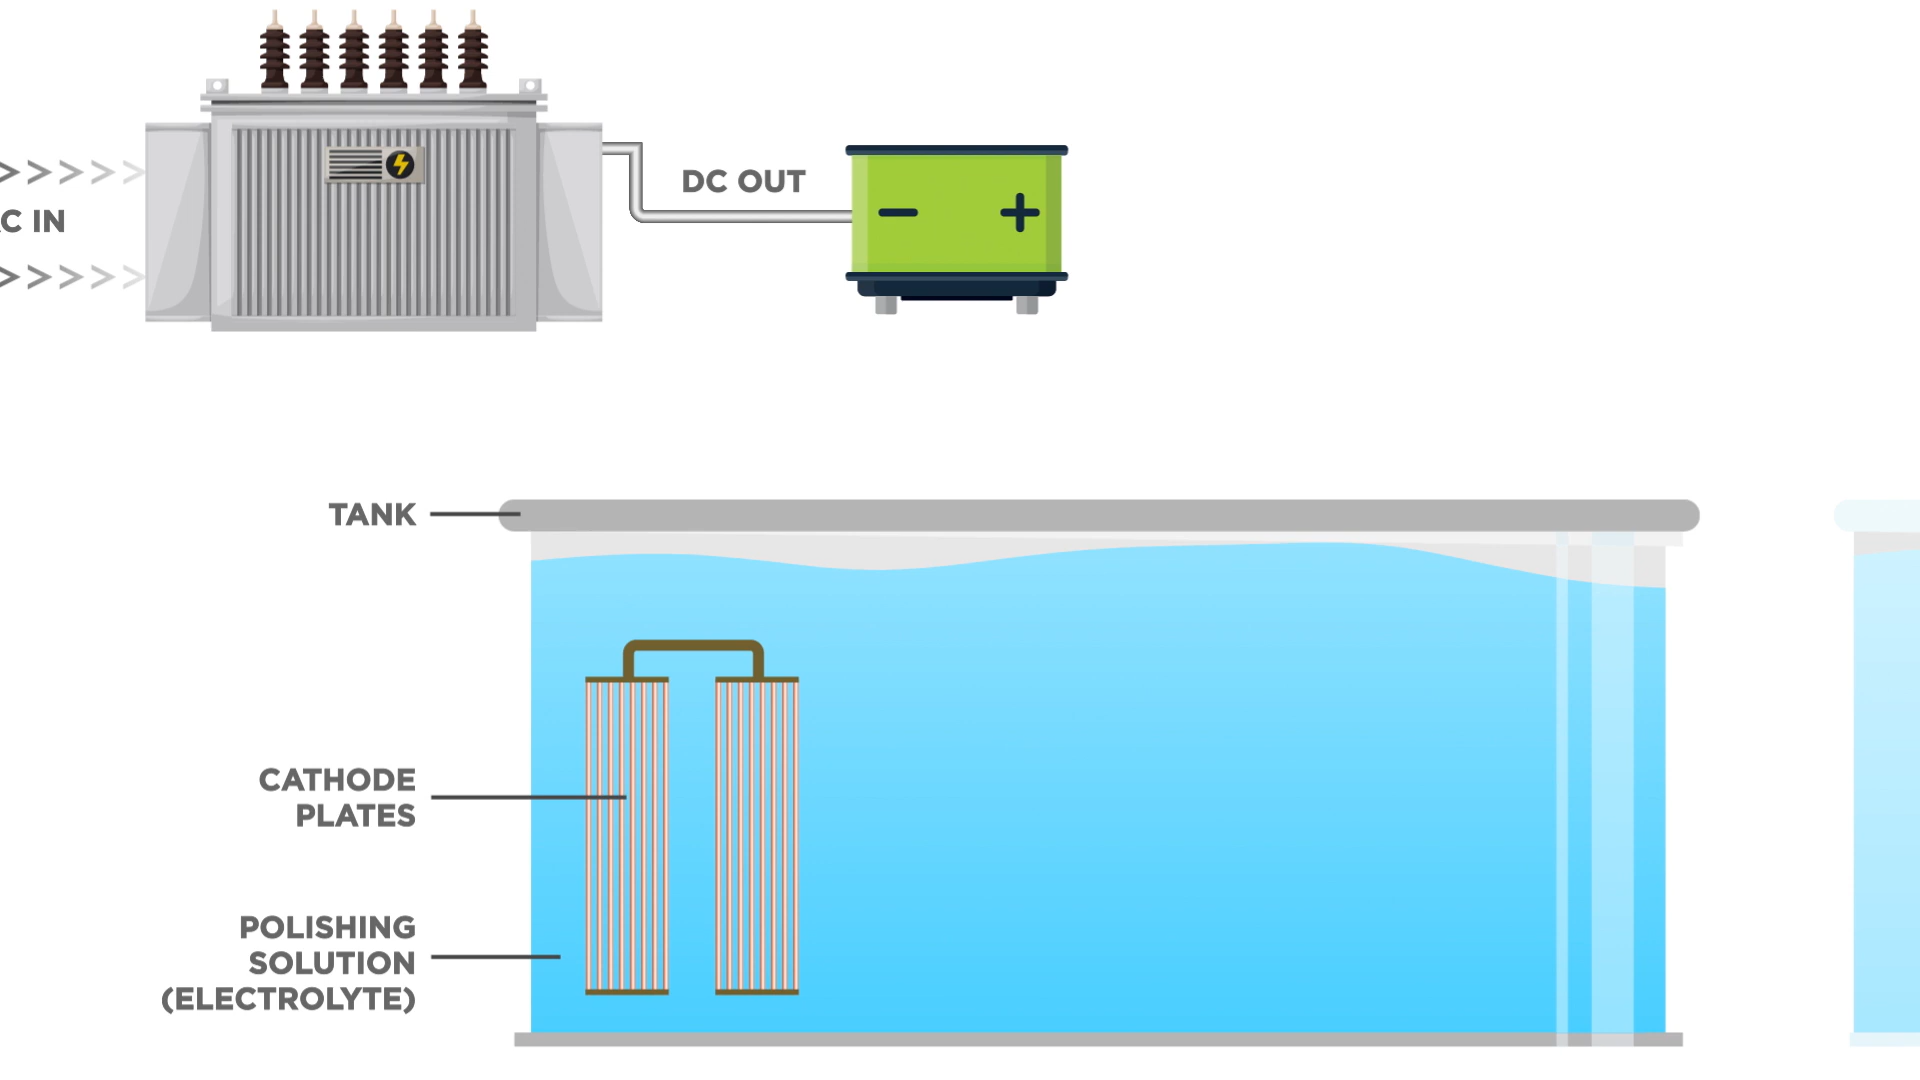 DC OUT
C IN
TANK
CATHODE
PLATES
POLISHING
SOLUTION
(ELECTROLYTE)